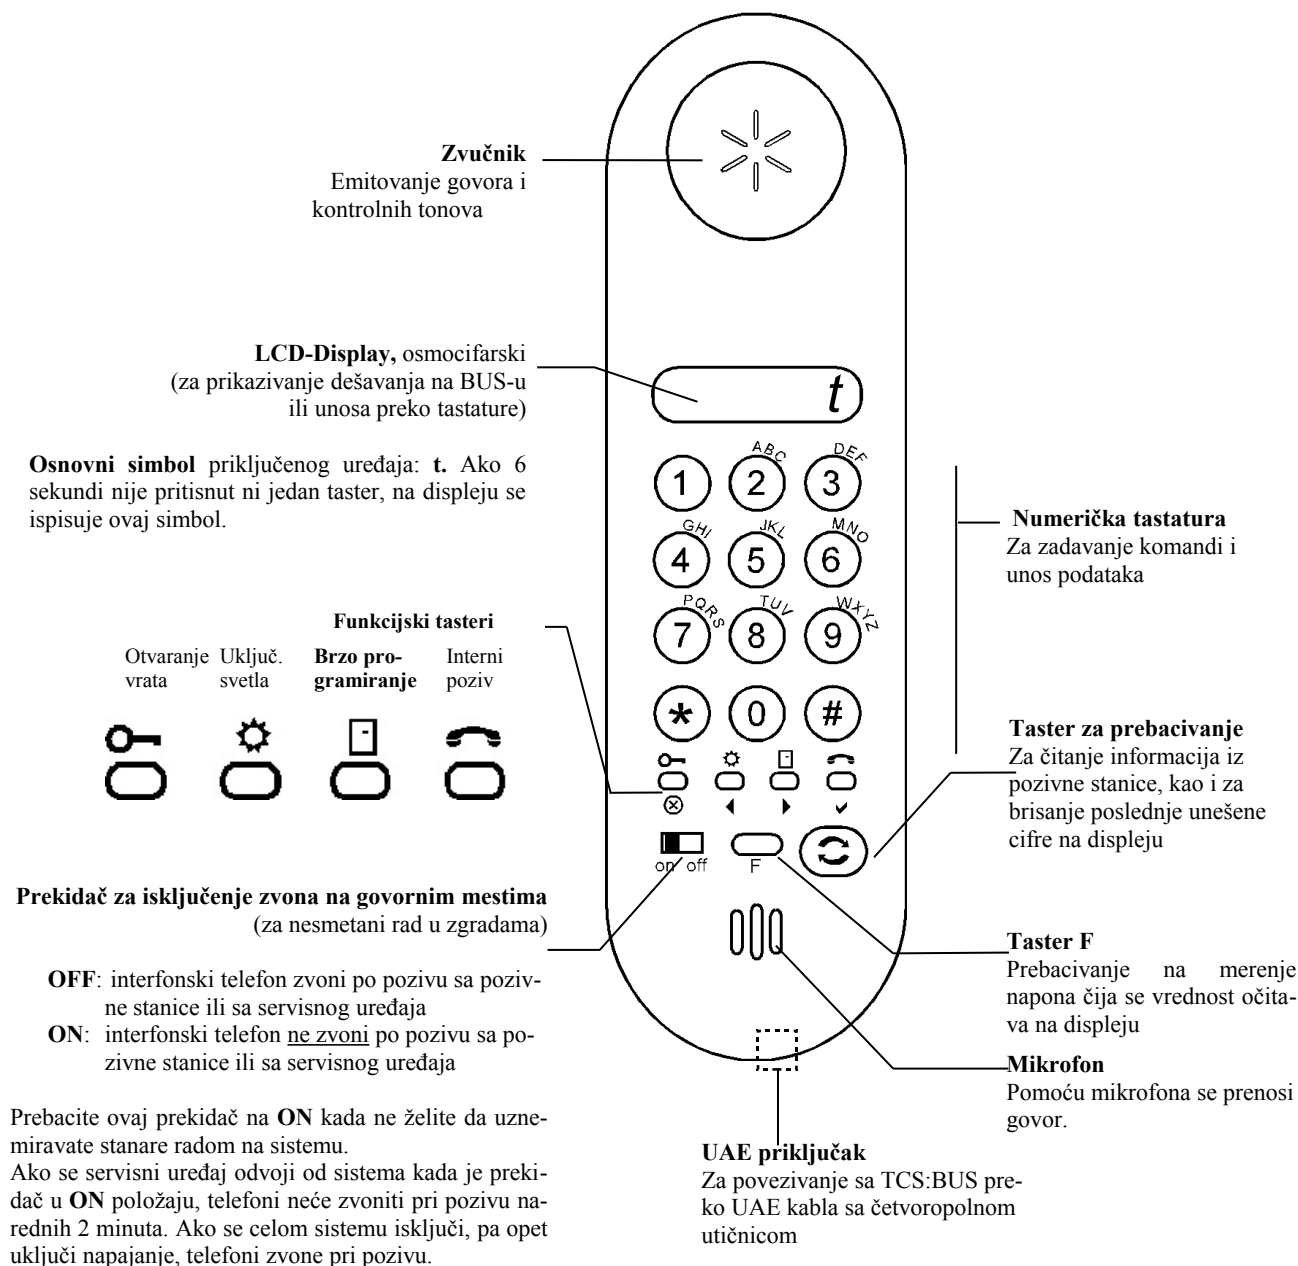 Zvučnik
Emitovanje govora i
kontrolnih tonova
LCD-Display, osmocifarski
(za prikazivanje dešavanja na BUS-u
ili unosa preko tastature)
t
Osnovni simbol priključenog uređaja: t. Ako 6
sekundi nije pritisnut ni jedan taster, na displeju se
ispisuje ovaj simbol.
1
ABC
2
DEF
3
GHI
4
JKL
5
MNO
6
PQRS
7
TUV
8
WXYZ
9
*
0
#
Numerička tastatura
Za zadavanje komandi i
unos podataka
Funkcijski tasteri
Otvaranje
vrata
Uključ.
svetla
Brzo pro-
gramiranje
Interni
poziv
Taster za prebacivanje
Za čitanje informacija iz
pozivne stanice, kao i za
brisanje poslednje unešene
cifre na displeju
on off
F
Prekidač za isključenje zvona na govornim mestima
(za nesmetani rad u zgradama)
OFF: interfonski telefon zvoni po pozivu sa poziv-
ne stanice ili sa servisnog uređaja
ON: interfonski telefon ne zvoni po pozivu sa po-
zivne stanice ili sa servisnog uređaja
Prebacite ovaj prekidač na ON kada ne želite da uzne-
miravate stanare radom na sistemu.
Ako se servisni uređaj odvoji od sistema kada je preki-
dač u ON položaju, telefoni neće zvoniti pri pozivu na-
rednih 2 minuta. Ako se celom sistemu isključi, pa opet
uključi napajanje, telefoni zvone pri pozivu.
Taster F
Prebacivanje na merenje
napona čija se vrednost očita-
va na displeju
Mikrofon
Pomoću mikrofona se prenosi
govor.
UAE priključak
Za povezivanje sa TCS:BUS pre-
ko UAE kabla sa četvoropolnom
utičnicom